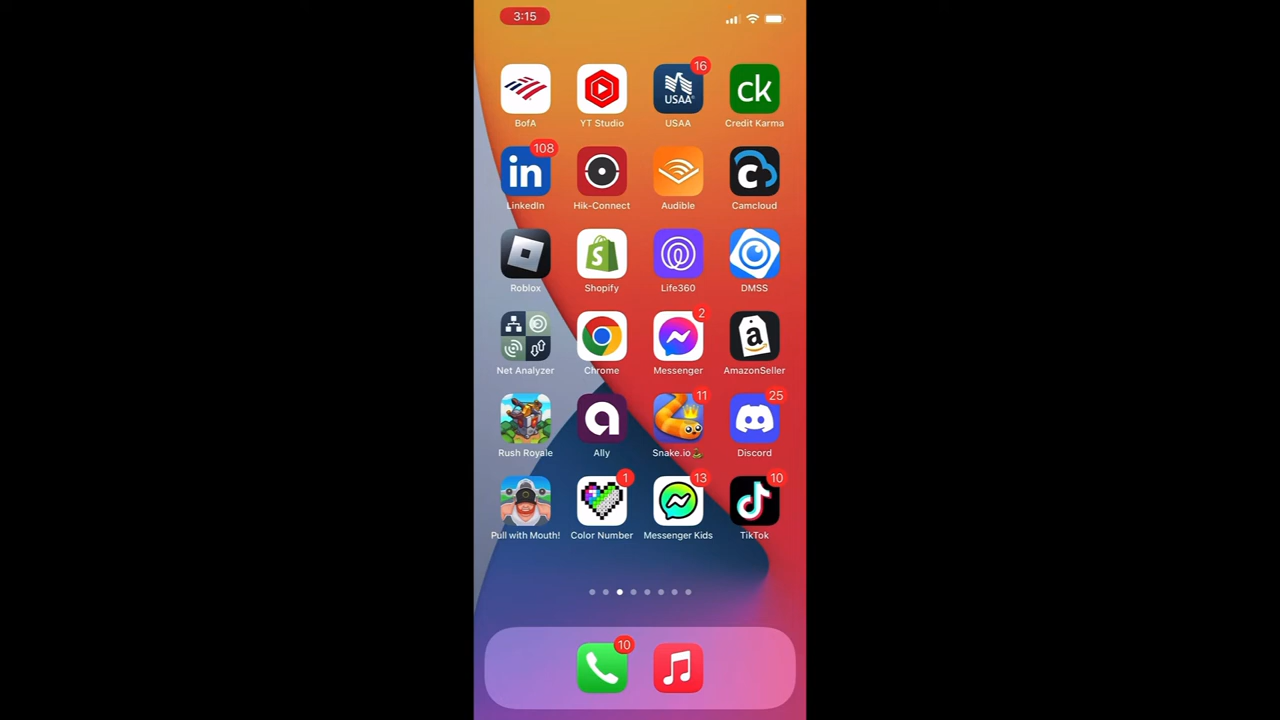 3:15
16
USAA
ck
BofA YT Studio USAA Credit Karma
108
in
LinkedIn Hik-Connect Audible Camcloud
Roblox Shopify Life360 DMSS
2
Net Analyzer Chrome Messenger AmazonSeller
11 25
Rush Royale Ally Snake.io🐍 Discord
1 13 10
Pull with Mouth! Color Number Messenger Kids TikTok
10